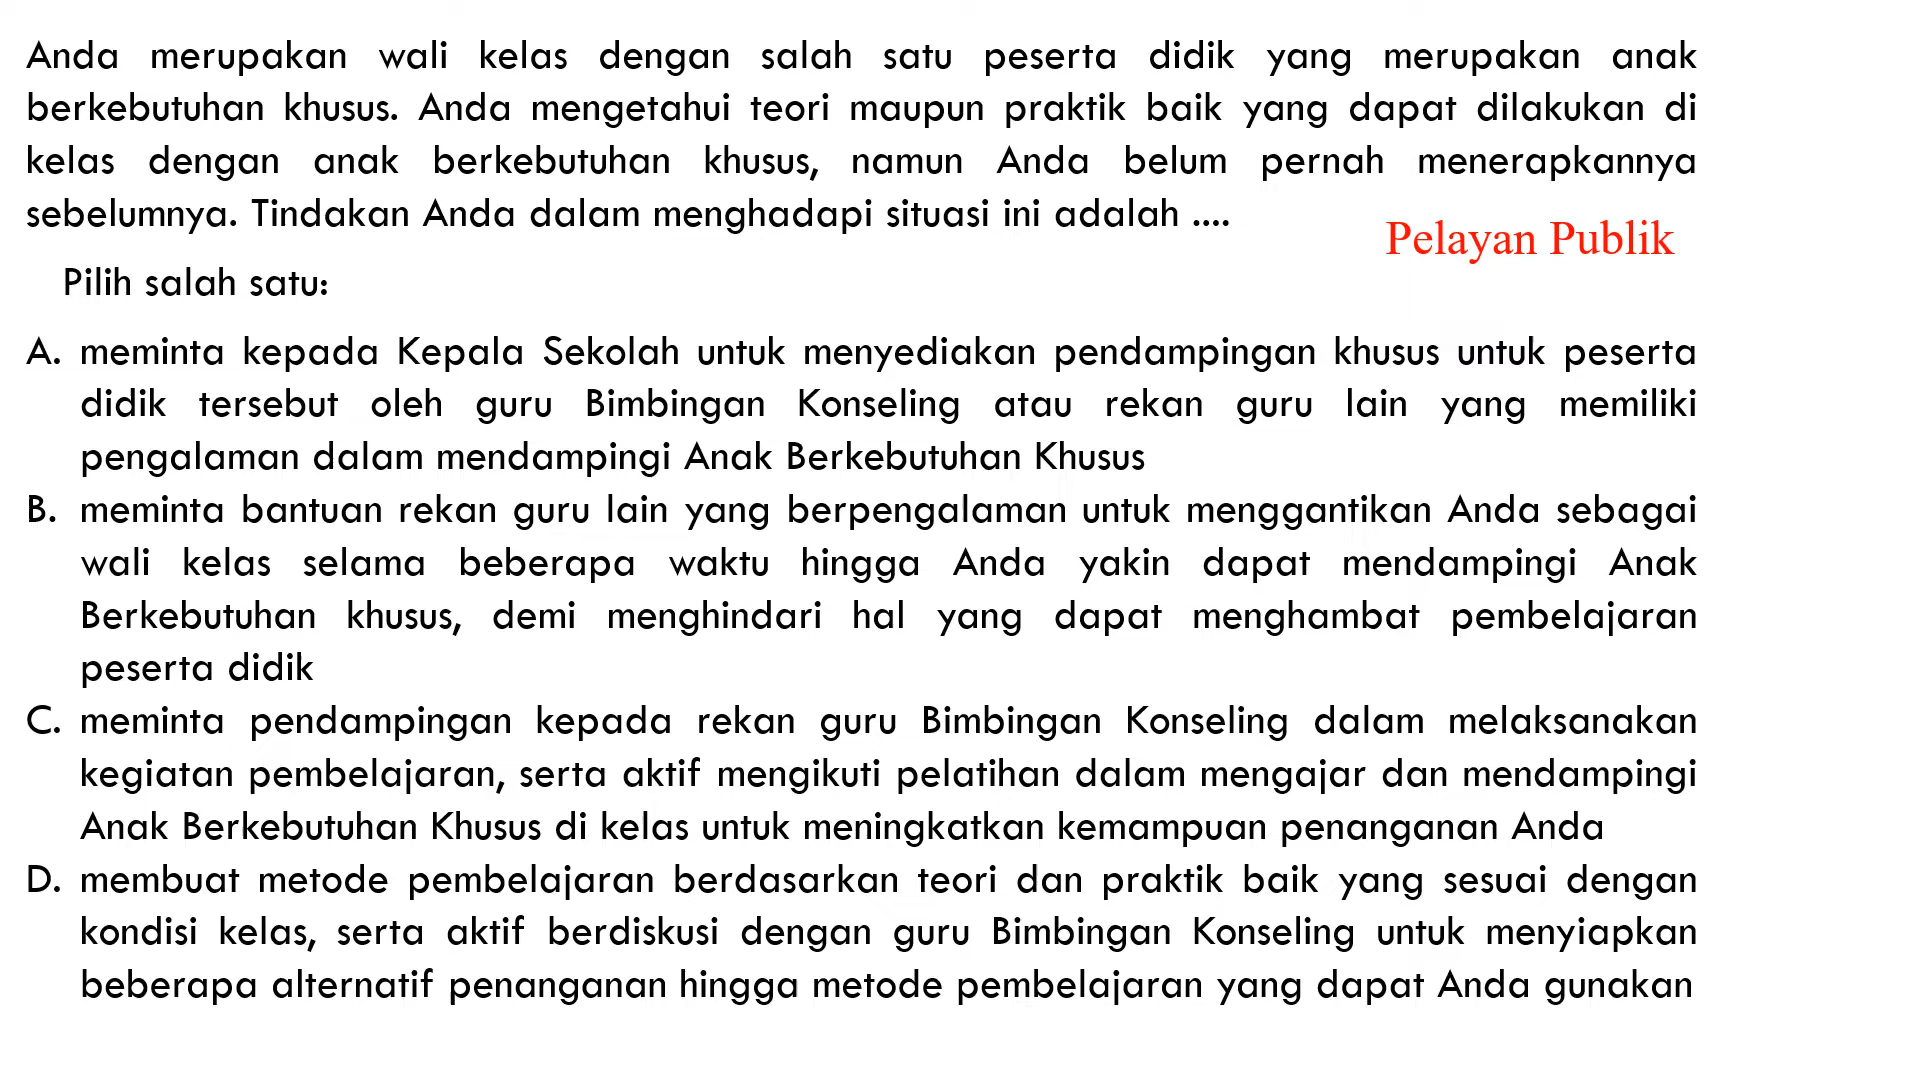 Anda merupakan wali kelas dengan salah satu peserta didik yang merupakan anak
berkebutuhan khusus. Anda mengetahui teori maupun praktik baik yang dapat dilakukan di
kelas dengan anak berkebutuhan khusus, namun Anda belum pernah menerapkannya
sebelumnya. Tindakan Anda dalam menghadapi situasi ini adalah ....
Pelayan Publik
Pilih salah satu:
A. meminta kepada Kepala Sekolah untuk menyediakan pendampingan khusus untuk peserta
didik tersebut oleh guru Bimbingan Konseling atau rekan guru lain yang memiliki
pengalaman dalam mendampingi Anak Berkebutuhan Khusus
B. meminta bantuan rekan guru lain yang berpengalaman untuk menggantikan Anda sebagai
wali kelas selama beberapa waktu hingga Anda yakin dapat mendampingi Anak
Berkebutuhan khusus, demi menghindari hal yang dapat menghambat pembelajaran
peserta didik
C. meminta pendampingan kepada rekan guru Bimbingan Konseling dalam melaksanakan
kegiatan pembelajaran, serta aktif mengikuti pelatihan dalam mengajar dan mendampingi
Anak Berkebutuhan Khusus di kelas untuk meningkatkan kemampuan penanganan Anda
D. membuat metode pembelajaran berdasarkan teori dan praktik baik yang sesuai dengan
kondisi kelas, serta aktif berdiskusi dengan guru Bimbingan Konseling untuk menyiapkan
beberapa alternatif penanganan hingga metode pembelajaran yang dapat Anda gunakan